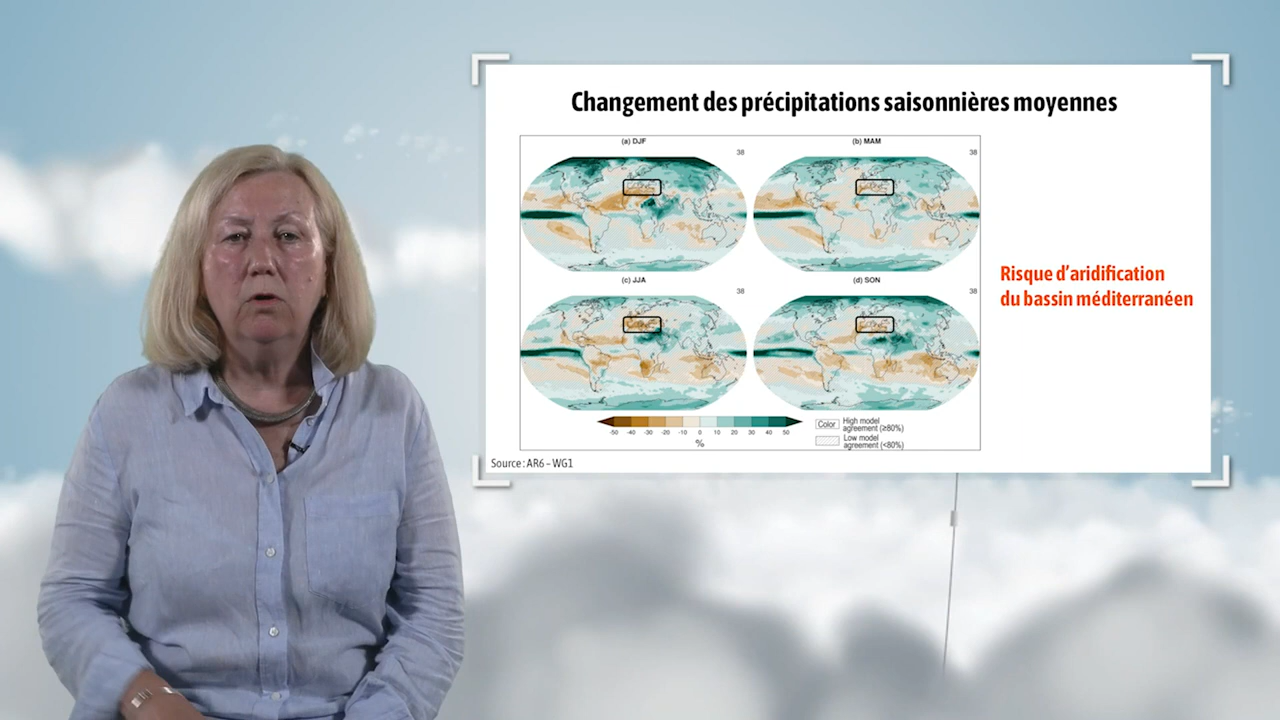 Changement des précipitations saisonnières moyennes
(a) DJF
38
(b) MAM
38
(c) JJA
38
(d) SON
38
Risque d’aridification
du bassin méditerranéen
-50 -40 -30 -20 -10 0 10 20 30 40 50
%
Color
High model
agreement (≥80%)
Low model
agreement (<80%)
Source : AR6 – WG1